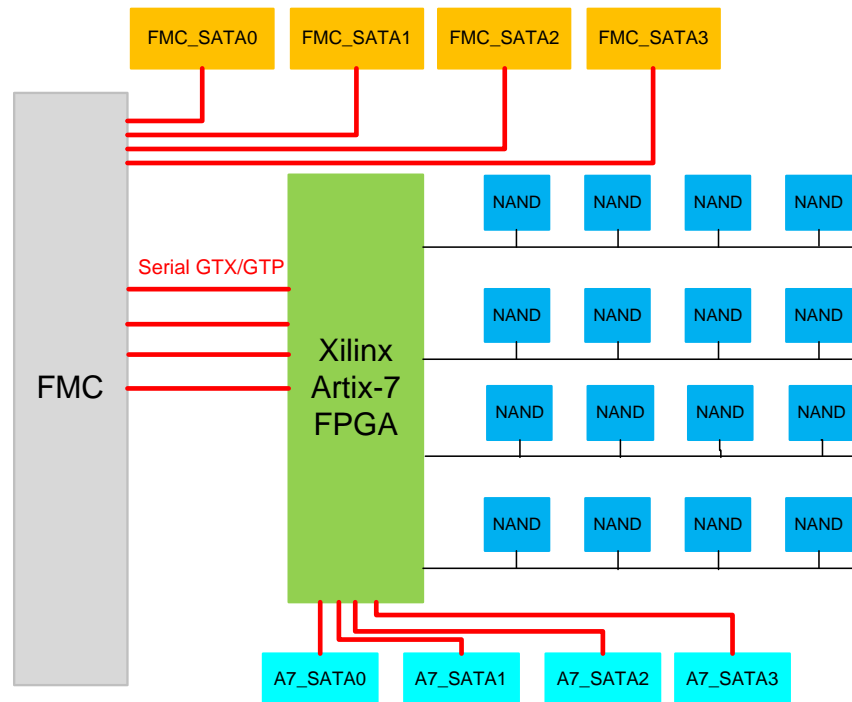 FMC_SATA0
FMC_SATA1
FMC_SATA2
FMC_SATA3
NAND
NAND
NAND
NAND
Serial GTX/GTP
NAND
NAND
NAND
NAND
FMC
Xilinx
Artix-7
FPGA
NAND
NAND
NAND
NAND
NAND
NAND
NAND
NAND
A7_SATA0
A7_SATA1
A7_SATA2
A7_SATA3